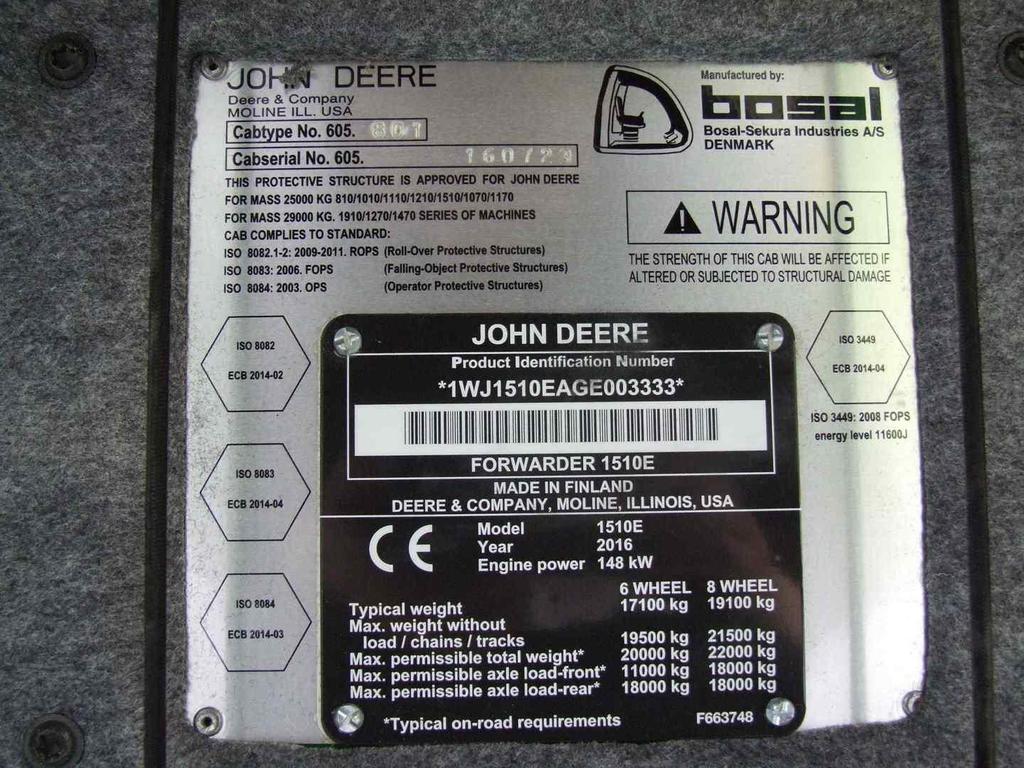 JOHN DEERE
Deere & Company
MOLINE ILL. USA
Cabtype No. 605. 801
Cabserial No. 605. 160723
THIS PROTECTIVE STRUCTURE IS APPROVED FOR JOHN DEERE
FOR MASS 25000 KG 810/1010/1110/1210/1510/1070/1170
FOR MASS 29000 KG. 1910/1270/1470 SERIES OF MACHINES
CAB COMPLIES TO STANDARD:
ISO 8082.1-2: 2009-2011. ROPS (Roll-Over Protective Structures)
ISO 8083: 2006. FOPS (Falling-Object Protective Structures)
ISO 8084: 2003. OPS (Operator Protective Structures)
Manufactured by:
bosal
Bosal-Sekura Industries A/S
DENMARK
WARNING
THE STRENGTH OF THIS CAB WILL BE AFFECTED IF
ALTERED OR SUBJECTED TO STRUCTURAL DAMAGE
ISO 8082
ECB 2014-02
ISO 8083
ECB 2014-04
ISO 8084
ECB 2014-03
ISO 3449
ECB 2014-04
ISO 3449: 2008 FOPS
energy level 11600J
JOHN DEERE
Product Identification Number
*1WJ1510EAGE003333*
FORWARDER 1510E
MADE IN FINLAND
DEERE & COMPANY, MOLINE, ILLINOIS, USA
CE
Model 1510E
Year 2016
Engine power 148 kW
6 WHEEL 8 WHEEL
Typical weight 17100 kg 19100 kg
Max. weight without
load / chains / tracks 19500 kg 21500 kg
Max. permissible total weight* 20000 kg 22000 kg
Max. permissible axle load-front* 11000 kg 18000 kg
Max. permissible axle load-rear* 18000 kg 18000 kg
*Typical on-road requirements F663748